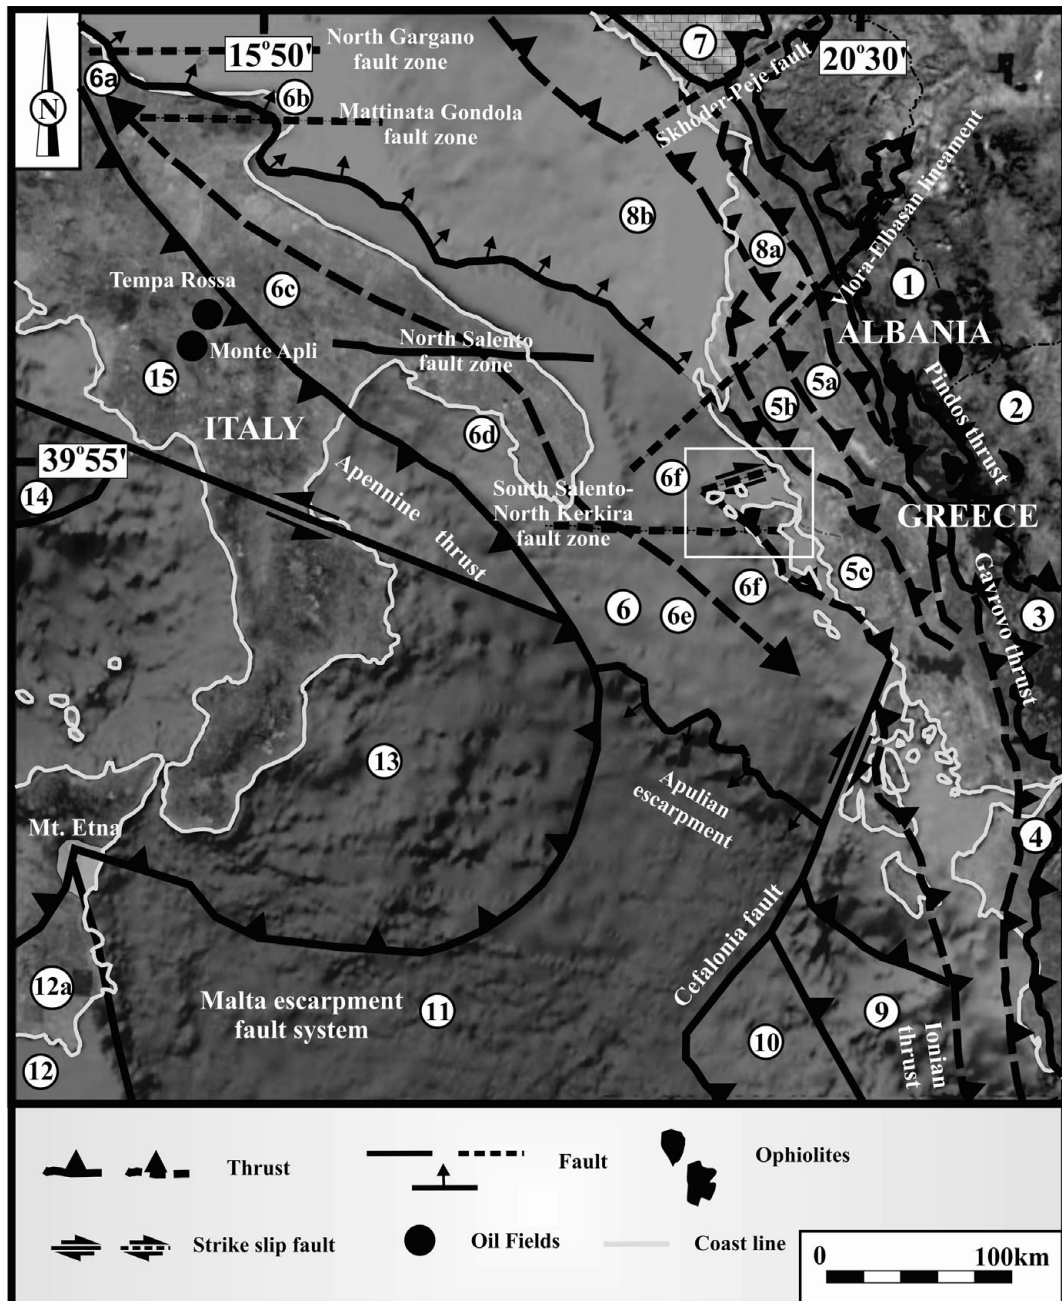 North Gargano
fault zone
15°50'
20°30'
7
6a
6b
Mattinata Gondola
fault zone
Skhoder-Peje fault
N
8b
8a
Vlora-Elbasan lineament
Tempa Rossa
6c
1
ALBANIA
Monte Apli
North Salento
fault zone
15
5a
5b
Pindos thrust
2
ITALY
6d
39°55'
14
Apennine
thrust
6f
South Salento-
North Kerkira
fault zone
GREECE
5c
6f
Gavrovo thrust
6
6e
3
13
Apulian
escarpment
Mt. Etna
4
Cefalonia fault
12a
Malta escarpment
fault system
11
9
10
Ionian
thrust
12
Thrust
Fault
Ophiolites
Strike slip fault
Oil Fields
Coast line
0
100km